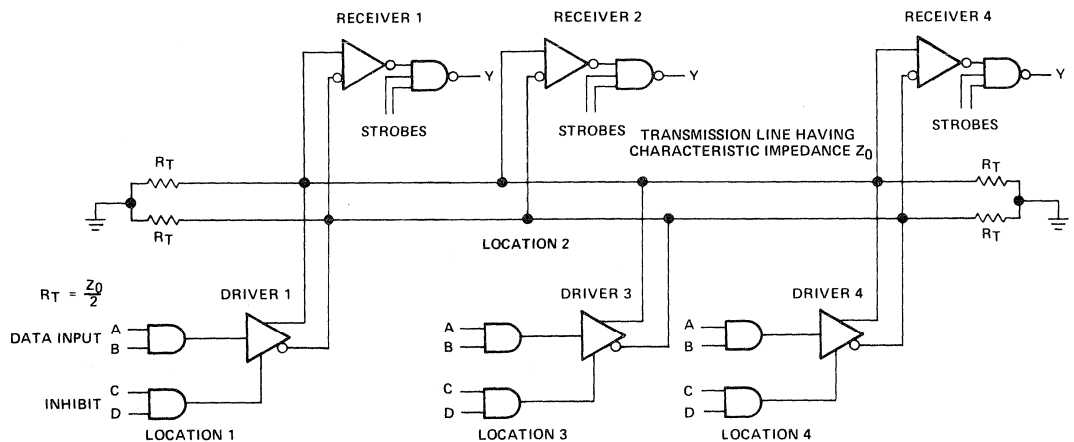 RECEIVER 1
RECEIVER 2
RECEIVER 4
Y
Y
Y
STROBES
STROBES
STROBES
TRANSMISSION LINE HAVING
CHARACTERISTIC IMPEDANCE Z0
RT
RT
RT
RT
LOCATION 2
RT = Z0/2
DRIVER 1
DRIVER 3
DRIVER 4
DATA INPUT
A
B
A
B
A
B
INHIBIT
C
D
C
D
C
D
LOCATION 1
LOCATION 3
LOCATION 4